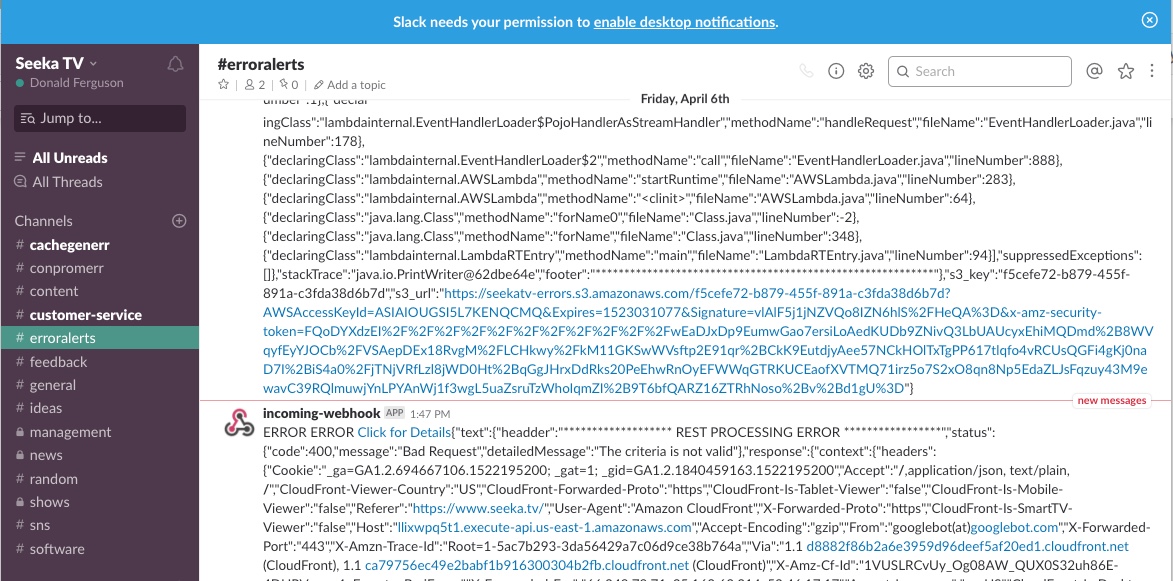 Slack needs your permission to enable desktop notifications.
Seeka TV
Donald Ferguson
Jump to...
All Unreads
All Threads
Channels
# cachegenerr
# conpromerr
# content
# customer-service
# erroralerts
# feedback
# general
# ideas
management
news
# random
shows
# sns
# software
#erroralerts
2
0
Add a topic
Search
Friday, April 6th
umber":1},{"declar
ingClass":"lambdainternal.EventHandlerLoader$PojoHandlerAsStreamHandler","methodName":"handleRequest","fileName":"EventHandlerLoader.java","li
neNumber":178},
{"declaringClass":"lambdainternal.EventHandlerLoader$2","methodName":"call","fileName":"EventHandlerLoader.java","lineNumber":888},
{"declaringClass":"lambdainternal.AWSLambda","methodName":"startRuntime","fileName":"AWSLambda.java","lineNumber":283},
{"declaringClass":"lambdainternal.AWSLambda","methodName":"<clinit>","fileName":"AWSLambda.java","lineNumber":64},
{"declaringClass":"java.lang.Class","methodName":"forName0","fileName":"Class.java","lineNumber":-2},
{"declaringClass":"java.lang.Class","methodName":"forName","fileName":"Class.java","lineNumber":348},
{"declaringClass":"lambdainternal.LambdaRTEntry","methodName":"main","fileName":"LambdaRTEntry.java","lineNumber":94}],"suppressedExceptions":
[]},"stackTrace":"java.io.PrintWriter@62dbe64e","footer":"**********************************************************"},"s3_key":"f5cefe72-b879-455f-
891a-c3fda38d6b7d","s3_url":"https://seekatv-errors.s3.amazonaws.com/f5cefe72-b879-455f-891a-c3fda38d6b7d?
AWSAccessKeyId=ASIAIOUGSI5L7KENQCMQ&Expires=1523031077&Signature=vIAlF5j1jNZVQo8IZN6hlS%2FHeQA%3D&x-amz-security-
token=FQoDYXdzEI%2F%2F%2F%2F%2F%2F%2F%2F%2F%2FwEaDJxDp9EumwGao7ersiLoAedKUDb9ZNivQ3LbUAUcyxEhiMQDmd%2B8WV
qyfEyYJOCb%2FVSAepDEx18RvgM%2FLCHkwy%2FkM11GKSwWVsftp2E91qr%2BCkK9EutdjyAee57NCkHOlTxTgPP617tlqfo4vRCUsQGFi4gKj0na
D7l%2BiS4a0%2FjTNjVRfLzl8jWD0Ht%2BqGgJHrxDdRks20PeEhwRnOyEFWWqGTRKUCEaofXVTMQ71irz5o7S2xO8qn8Np5EdaZLJsFqzuy43M9e
wavC39RQlmuwjYnLPYAnWj1f3wgL5uaZsruTzWholqmZI%2B9T6bfQARZ16ZTRhNoso%2Bv%2Bd1gU%3D"}
new messages
incoming-webhook APP 1:47 PM
ERROR ERROR Click for Details{"text":{"header":"****************** REST PROCESSING ERROR *****************","status":
{"code":400,"message":"Bad Request","detailedMessage":"The criteria is not valid"},"response":{"context":{"headers":
{"Cookie":"_ga=GA1.2.694667106.1522195200; _gat=1; _gid=GA1.2.1840459163.1522195200","Accept":"/,application/json, text/plain,
/","CloudFront-Viewer-Country":"US","CloudFront-Forwarded-Proto":"https","CloudFront-Is-Tablet-Viewer":"false","CloudFront-Is-Mobile-
Viewer":"false","Referer":"https://www.seeka.tv/","User-Agent":"Amazon CloudFront","X-Forwarded-Proto":"https","CloudFront-Is-SmartTV-
Viewer":"false","Host":"llixwpq5t1.execute-api.us-east-1.amazonaws.com","Accept-Encoding":"gzip","From":"googlebot(at)googlebot.com","X-Forwarded-
Port":"443","X-Amzn-Trace-Id":"Root=1-5ac7b293-3da56429a7c06d9ce38b764a","Via":"1.1 d8882f86b2a6e3959d96deef5af20ed1.cloudfront.net
(CloudFront), 1.1 ca79756ec49e2babf1b916300304b2fb.cloudfront.net (CloudFront)","X-Amz-Cf-Id":"1VUSLRCvUy_Og08AW_QUX0S32uh86E-